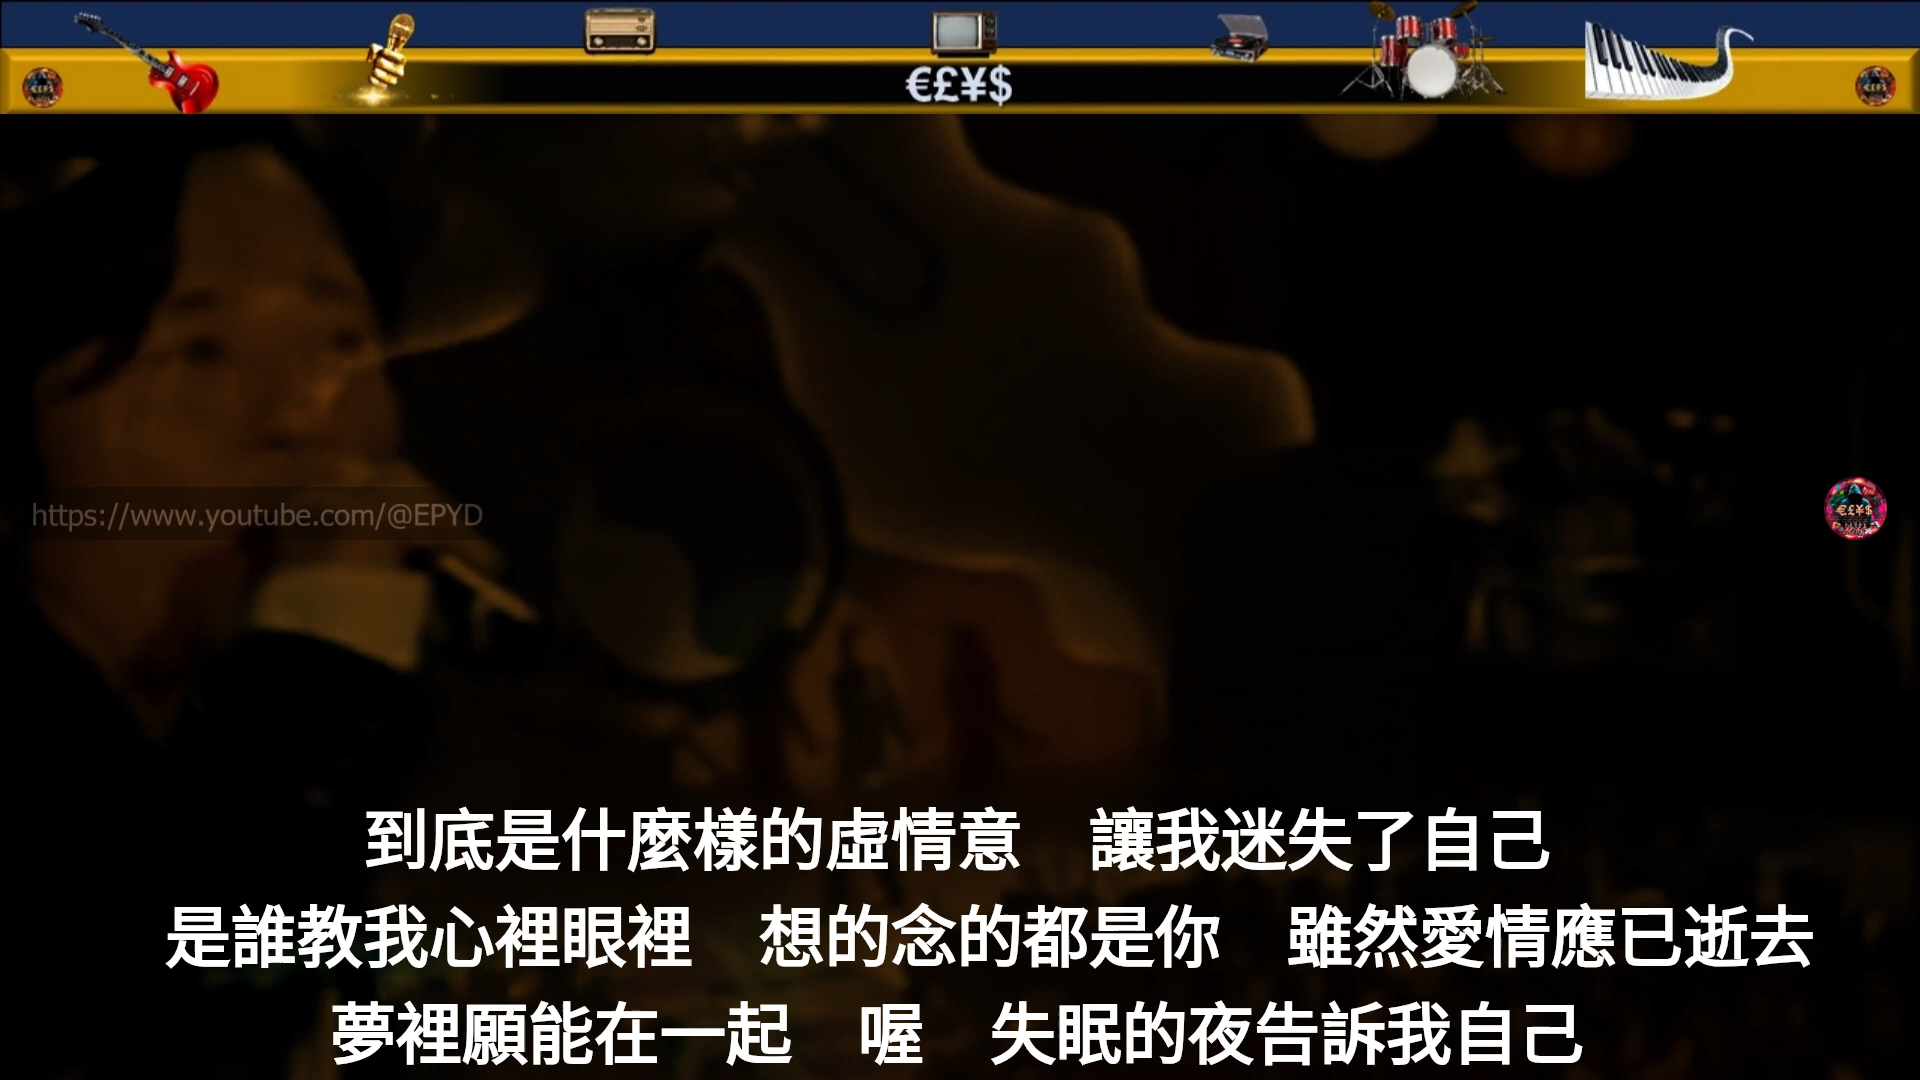 €£¥$
https://www.youtube.com/@EPYD
€£¥$
到底是什麼樣的虛情意　讓我迷失了自己
是誰教我心裡眼裡　想的念的都是你　雖然愛情應已逝去
夢裡願能在一起　喔　失眠的夜告訴我自己